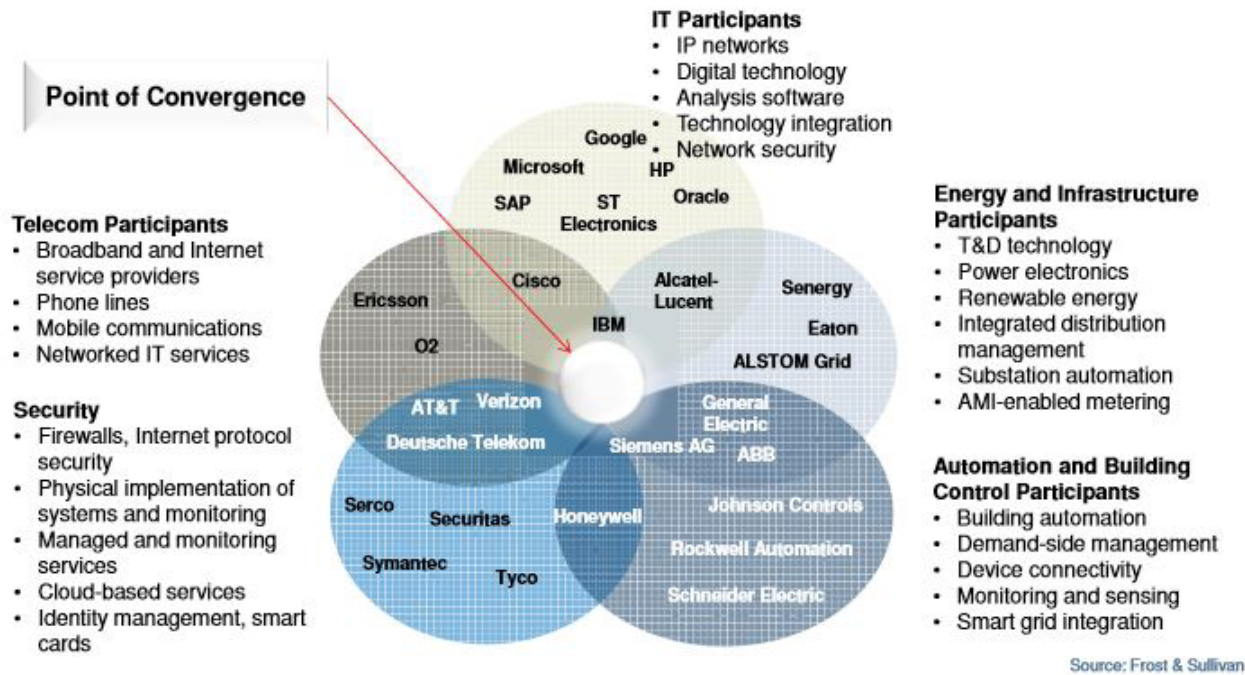 IT Participants
• IP networks
• Digital technology
• Analysis software
• Technology integration
• Network security
Point of Convergence
Telecom Participants
• Broadband and Internet
service providers
• Phone lines
• Mobile communications
• Networked IT services
Security
• Firewalls, Internet protocol
security
• Physical implementation of
systems and monitoring
• Managed and monitoring
services
• Cloud-based services
• Identity management, smart
cards
Google
Microsoft
HP
SAP
ST
Electronics
Oracle
Cisco
Alcatel-
Lucent
IBM
Ericsson
O2
Senergy
Eaton
ALSTOM Grid
AT&T
Verizon
Deutsche Telekom
General
Electric
Siemens AG
ABB
Serco
Securitas
Symantec
Tyco
Honeywell
Johnson Controls
Rockwell Automation
Schneider Electric
Energy and Infrastructure
Participants
• T&D technology
• Power electronics
• Renewable energy
• Integrated distribution
management
• Substation automation
• AMI-enabled metering
Automation and Building
Control Participants
• Building automation
• Demand-side management
• Device connectivity
• Monitoring and sensing
• Smart grid integration
Source: Frost & Sullivan